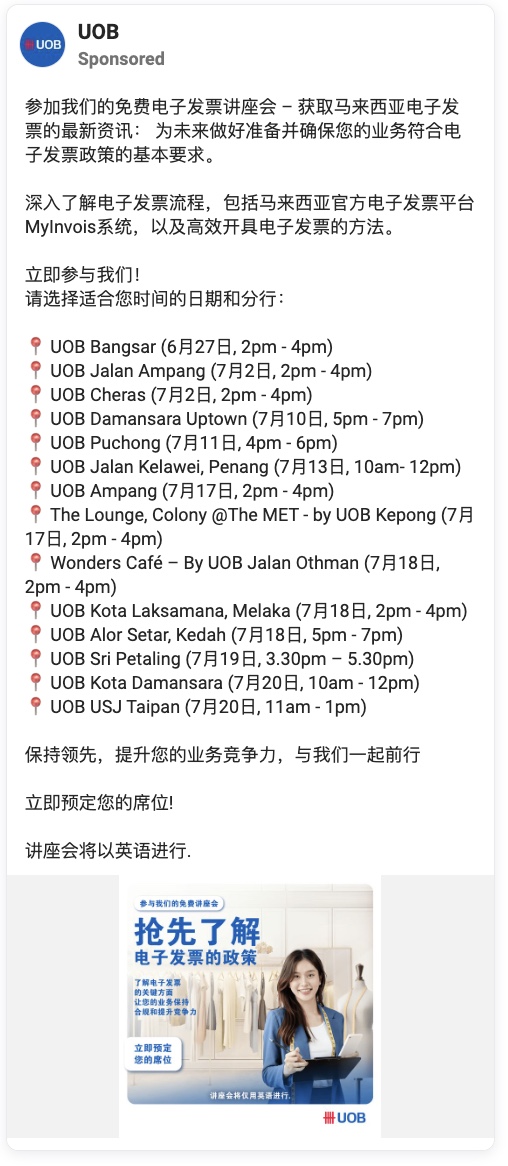 UOB
UOB
Sponsored
参加我们的免费电子发票讲座会 – 获取马来西亚电子发
票的最新资讯： 为未来做好准备并确保您的业务符合电
子发票政策的基本要求。
深入了解电子发票流程，包括马来西亚官方电子发票平台
MyInvois系统，以及高效开具电子发票的方法。
立即参与我们！
请选择适合您时间的日期和分行：
📍 UOB Bangsar (6月27日, 2pm - 4pm)
📍 UOB Jalan Ampang (7月2日, 2pm - 4pm)
📍 UOB Cheras (7月2日, 2pm - 4pm)
📍 UOB Damansara Uptown (7月10日, 5pm - 7pm)
📍 UOB Puchong (7月11日, 4pm - 6pm)
📍 UOB Jalan Kelawei, Penang (7月13日, 10am- 12pm)
📍 UOB Ampang (7月17日, 2pm - 4pm)
📍 The Lounge, Colony @The MET - by UOB Kepong (7月
17日, 2pm - 4pm)
📍 Wonders Café – By UOB Jalan Othman (7月18日,
2pm - 4pm)
📍 UOB Kota Laksamana, Melaka (7月18日, 2pm - 4pm)
📍 UOB Alor Setar, Kedah (7月18日, 5pm - 7pm)
📍 UOB Sri Petaling (7月19日, 3.30pm – 5.30pm)
📍 UOB Kota Damansara (7月20日, 10am - 12pm)
📍 UOB USJ Taipan (7月20日, 11am - 1pm)
保持领先，提升您的业务竞争力，与我们一起前行
立即预定您的席位!
讲座会将以英语进行.
参与我们的免费讲座会
抢先了解
电子发票的政策
了解电子发票
的关键方面
让您的业务保持
合规和提升竞争力
立即预定
您的席位
讲座会将仅用英语进行.
UOB